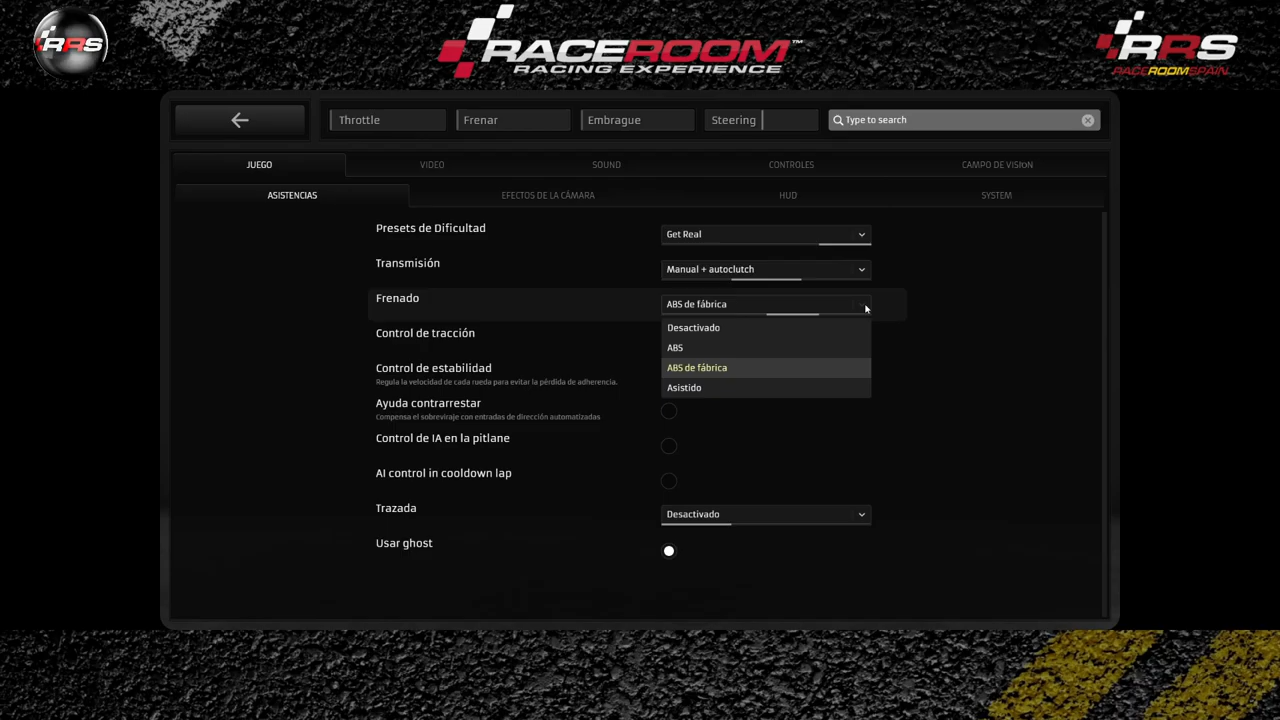 RRS
RACEROOM™
RACING EXPERIENCE
RRS
RACEROOMSPAIN
Throttle
Frenar
Embrague
Steering
Type to search
JUEGO
VIDEO
SOUND
CONTROLES
CAMPO DE VISIÓN
ASISTENCIAS
EFECTOS DE LA CÁMARA
HUD
SYSTEM
Presets de Dificultad
Get Real
Transmisión
Manual + autoclutch
Frenado
ABS de fábrica
Desactivado
ABS
ABS de fábrica
Asistido
Control de tracción
Control de estabilidad
Regula la velocidad de cada rueda para evitar la pérdida de adherencia.
Ayuda contrarrestar
Compensa el sobreviraje con entradas de dirección automatizadas
Control de IA en la pitlane
AI control in cooldown lap
Trazada
Desactivado
Usar ghost